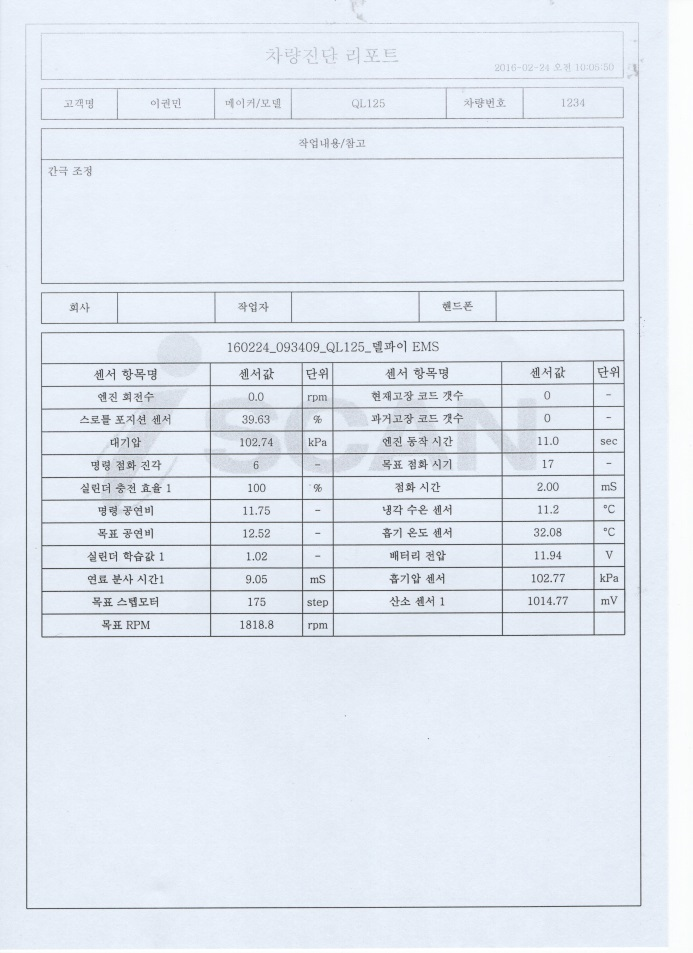 차량진단 리포트
2016-02-24 오전 10:05:50
고객명 이권민 메이커/모델 QL125 차량번호 1234
작업내용/참고
간극 조정
회사 작업자 핸드폰
160224_093409_QL125_델파이 EMS
센서 항목명 센서값 단위 센서 항목명 센서값 단위
엔진 회전수 0.0 rpm 현재고장 코드 갯수 0 -
스로틀 포지션 센서 39.63 % 과거고장 코드 갯수 0 -
대기압 102.74 kPa 엔진 동작 시간 11.0 sec
명령 점화 진각 6 - 목표 점화 시기 17 -
실린더 충전 효율 1 100 % 점화 시간 2.00 mS
명령 공연비 11.75 - 냉각 수온 센서 11.2 °C
목표 공연비 12.52 - 흡기 온도 센서 32.08 °C
실린더 학습값 1 1.02 - 배터리 전압 11.94 V
연료 분사 시간1 9.05 mS 흡기압 센서 102.77 kPa
목표 스텝모터 175 step 산소 센서 1 1014.77 mV
목표 RPM 1818.8 rpm
iSCAN